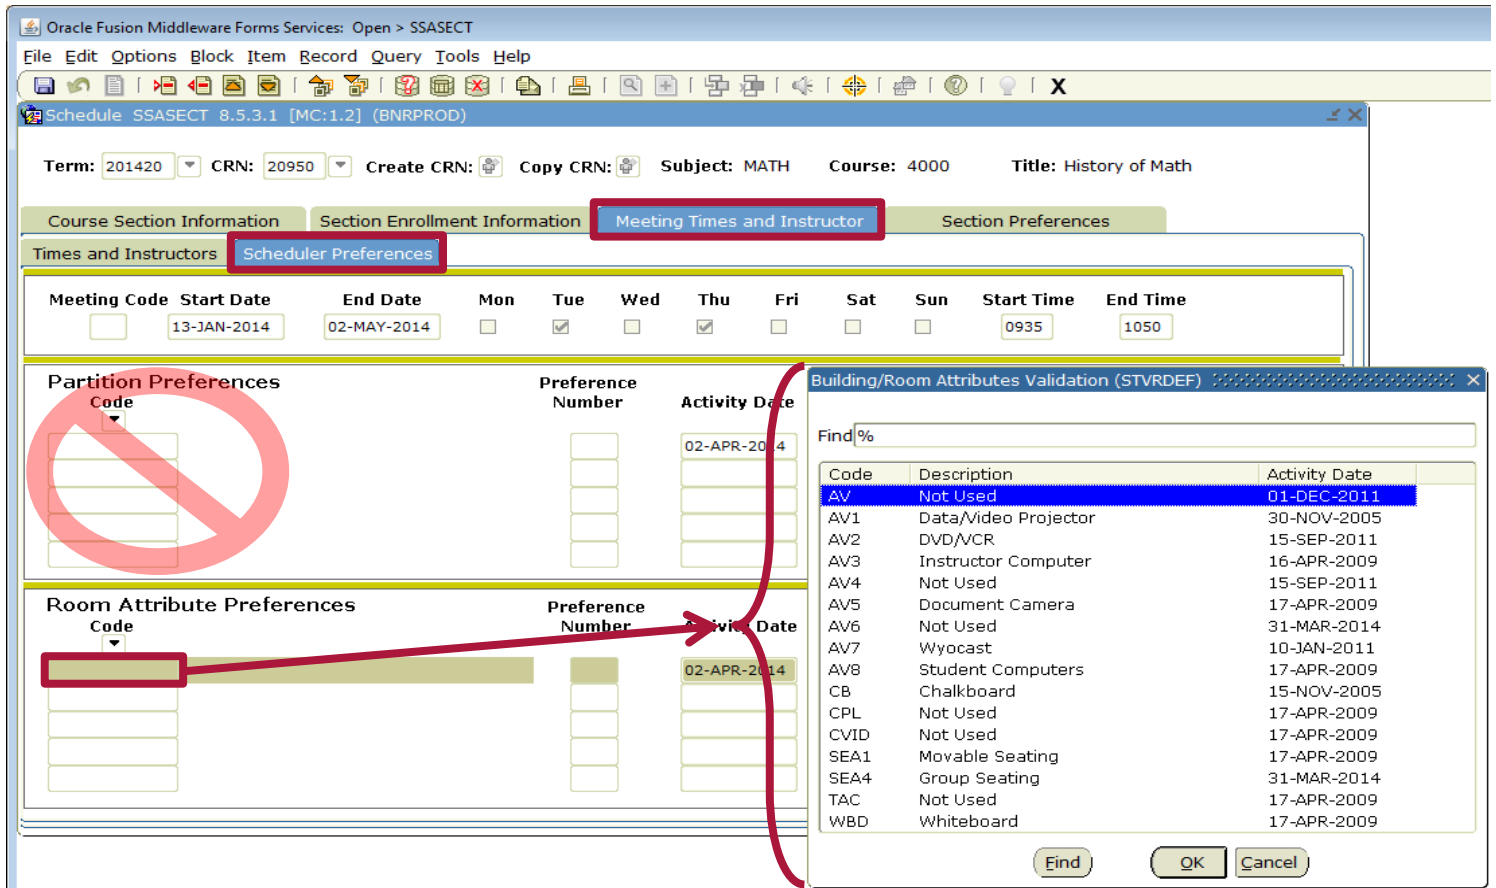 Oracle Fusion Middleware Forms Services:  Open > SSASECT
File  Edit  Options  Block  Item  Record  Query  Tools  Help
X
Schedule  SSASECT  8.5.3.1  [MC:1.2]  (BNRPROD)
Term: 201420  CRN: 20950  Create CRN:  Copy CRN:  Subject: MATH  Course: 4000  Title: History of Math
Course Section Information  Section Enrollment Information  Meeting Times and Instructor  Section Preferences
Times and Instructors  Scheduler Preferences
Meeting Code  Start Date  End Date  Mon  Tue  Wed  Thu  Fri  Sat  Sun  Start Time  End Time
13-JAN-2014  02-MAY-2014  0935  1050
Partition Preferences
Code
Preference
Number
Activity Date
02-APR-2014
Room Attribute Preferences
Code
Preference
Number
Activity Date
02-APR-2014
Building/Room Attributes Validation (STVRDEF)
Find %
Code  Description  Activity Date
AV  Not Used  01-DEC-2011
AV1  Data/Video Projector  30-NOV-2005
AV2  DVD/VCR  15-SEP-2011
AV3  Instructor Computer  16-APR-2009
AV4  Not Used  15-SEP-2011
AV5  Document Camera  17-APR-2009
AV6  Not Used  31-MAR-2014
AV7  Wyocast  10-JAN-2011
AV8  Student Computers  17-APR-2009
CB  Chalkboard  15-NOV-2005
CPL  Not Used  17-APR-2009
CVID  Not Used  17-APR-2009
SEA1  Movable Seating  17-APR-2009
SEA4  Group Seating  31-MAR-2014
TAC  Not Used  17-APR-2009
WBD  Whiteboard  17-APR-2009
Find  OK  Cancel